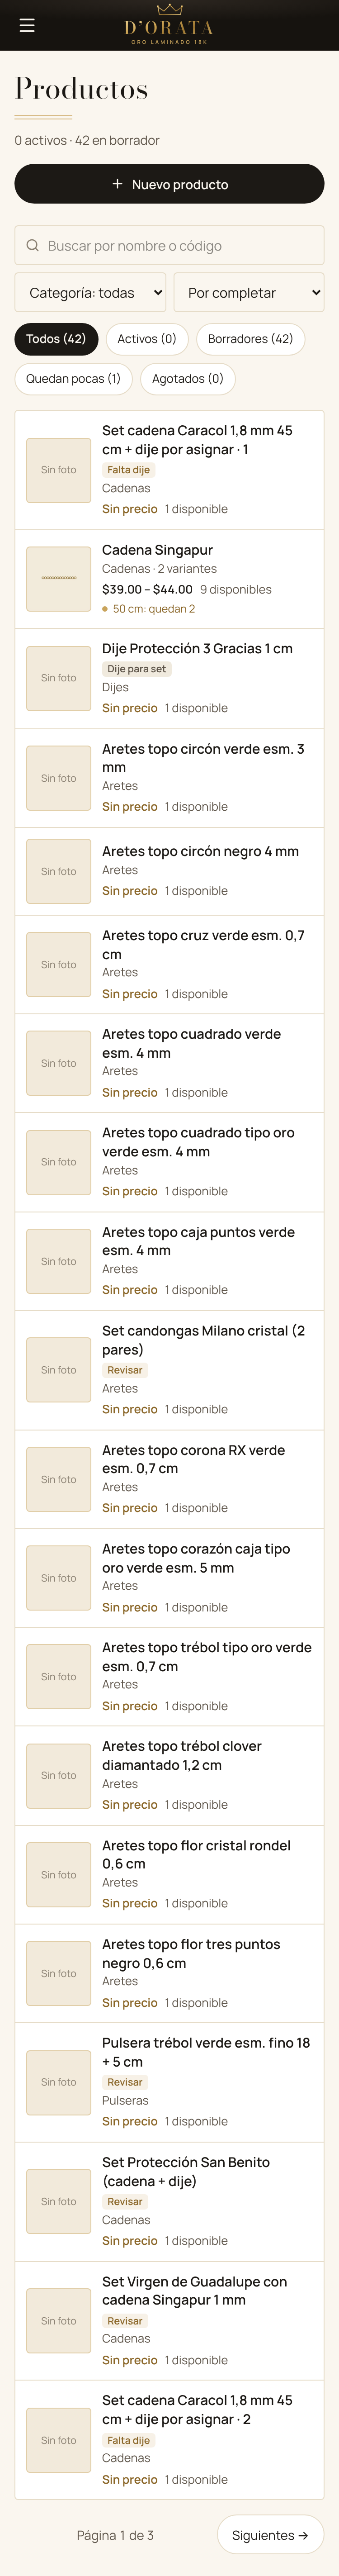 D'ORATA
ORO LAMINADO 18K
Productos
0 activos · 42 en borrador
+ Nuevo producto
Buscar por nombre o código
Categoría: todas
Por completar
Todos (42)
Activos (0)
Borradores (42)
Quedan pocas (1)
Agotados (0)
Sin foto
Set cadena Caracol 1,8 mm 45
cm + dije por asignar · 1
Falta dije
Cadenas
Sin precio 1 disponible
Cadena Singapur
Cadenas · 2 variantes
$39.00 – $44.00 9 disponibles
50 cm: quedan 2
Sin foto
Dije Protección 3 Gracias 1 cm
Dije para set
Dijes
Sin precio 1 disponible
Sin foto
Aretes topo circón verde esm. 3
mm
Aretes
Sin precio 1 disponible
Sin foto
Aretes topo circón negro 4 mm
Aretes
Sin precio 1 disponible
Sin foto
Aretes topo cruz verde esm. 0,7
cm
Aretes
Sin precio 1 disponible
Sin foto
Aretes topo cuadrado verde
esm. 4 mm
Aretes
Sin precio 1 disponible
Sin foto
Aretes topo cuadrado tipo oro
verde esm. 4 mm
Aretes
Sin precio 1 disponible
Sin foto
Aretes topo caja puntos verde
esm. 4 mm
Aretes
Sin precio 1 disponible
Sin foto
Set candongas Milano cristal (2
pares)
Revisar
Aretes
Sin precio 1 disponible
Sin foto
Aretes topo corona RX verde
esm. 0,7 cm
Aretes
Sin precio 1 disponible
Sin foto
Aretes topo corazón caja tipo
oro verde esm. 5 mm
Aretes
Sin precio 1 disponible
Sin foto
Aretes topo trébol tipo oro verde
esm. 0,7 cm
Aretes
Sin precio 1 disponible
Sin foto
Aretes topo trébol clover
diamantado 1,2 cm
Aretes
Sin precio 1 disponible
Sin foto
Aretes topo flor cristal rondel
0,6 cm
Aretes
Sin precio 1 disponible
Sin foto
Aretes topo flor tres puntos
negro 0,6 cm
Aretes
Sin precio 1 disponible
Sin foto
Pulsera trébol verde esm. fino 18
+ 5 cm
Revisar
Pulseras
Sin precio 1 disponible
Sin foto
Set Protección San Benito
(cadena + dije)
Revisar
Cadenas
Sin precio 1 disponible
Sin foto
Set Virgen de Guadalupe con
cadena Singapur 1 mm
Revisar
Cadenas
Sin precio 1 disponible
Sin foto
Set cadena Caracol 1,8 mm 45
cm + dije por asignar · 2
Falta dije
Cadenas
Sin precio 1 disponible
Página 1 de 3
Siguientes →